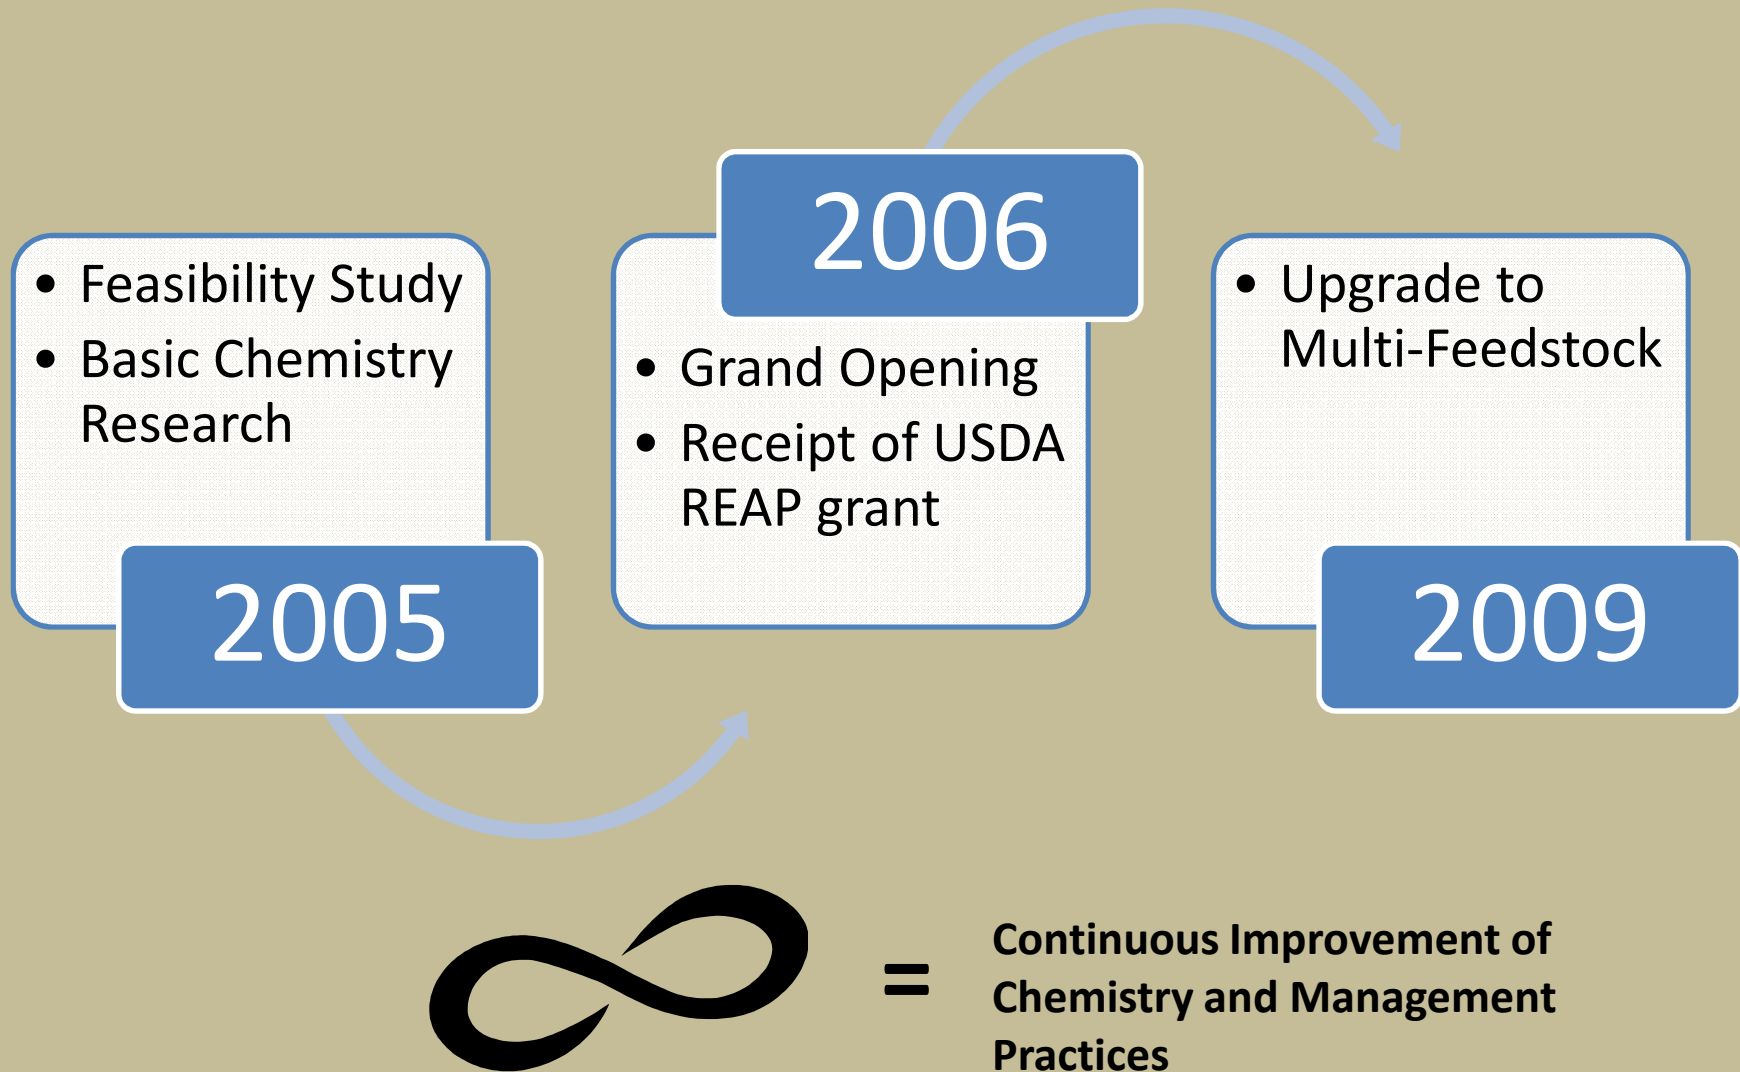 • Feasibility Study
• Basic Chemistry
Research
2005
2006
• Grand Opening
• Receipt of USDA
REAP grant
• Upgrade to
Multi-Feedstock
2009
=
Continuous Improvement of
Chemistry and Management
Practices